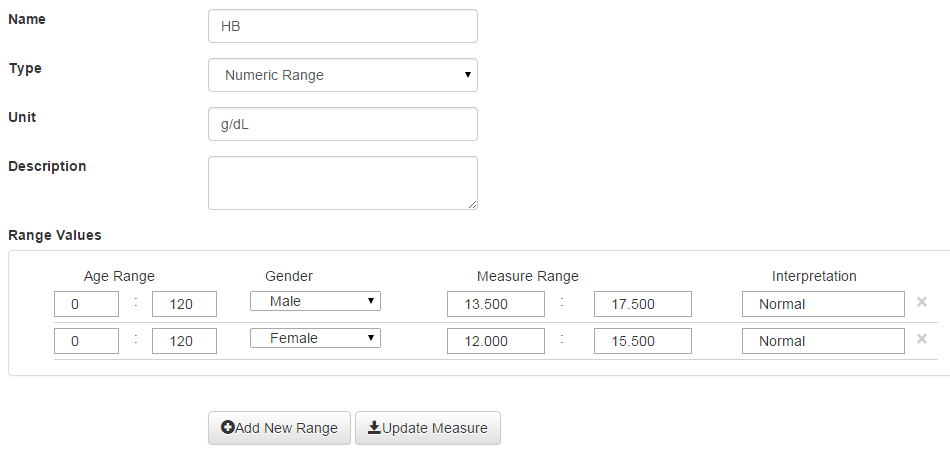 Name HB
Type Numeric Range
Unit g/dL
Description
Range Values
Age Range Gender Measure Range Interpretation
0 : 120 Male 13.500 : 17.500 Normal ×
0 : 120 Female 12.000 : 15.500 Normal ×
Add New Range Update Measure